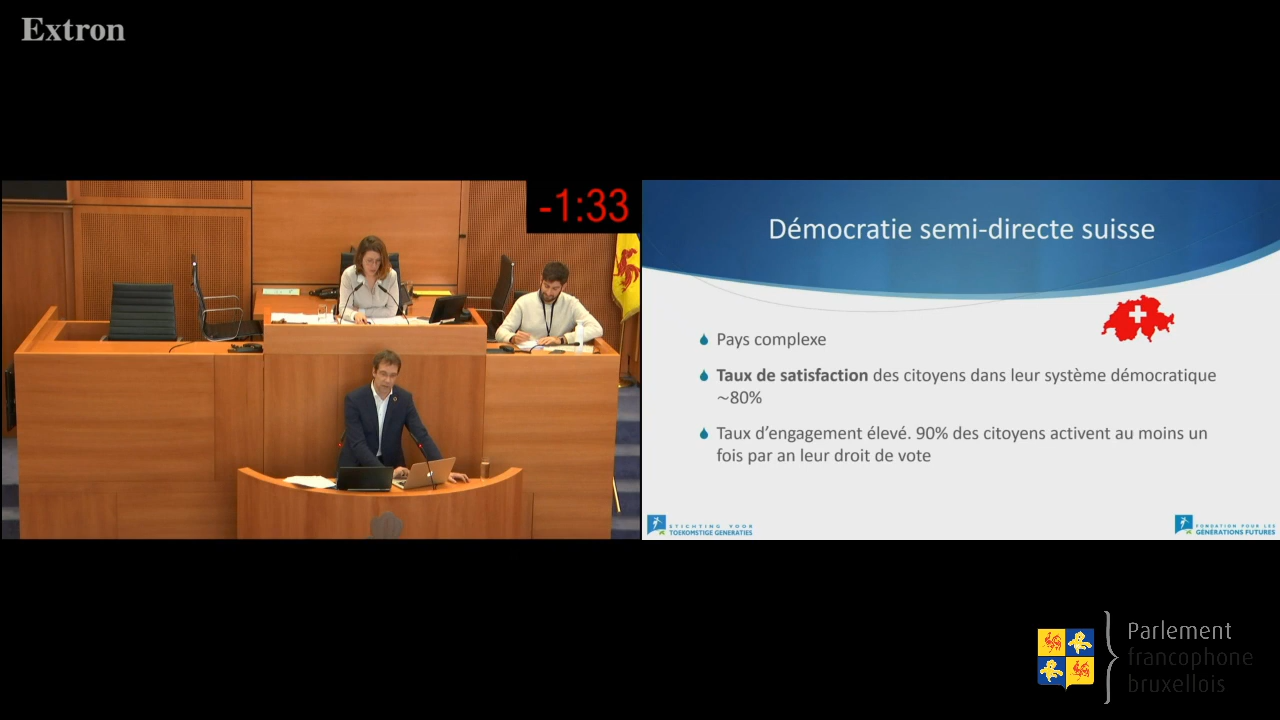 Extron
-1:33
Démocratie semi-directe suisse
Pays complexe
Taux de satisfaction des citoyens dans leur système démocratique
~80%
Taux d’engagement élevé. 90% des citoyens activent au moins un
fois par an leur droit de vote
STICHTING VOOR
TOEKOMSTIGE GENERATIES
FONDATION POUR LES
GÉNÉRATIONS FUTURES
Parlement
francophone
bruxellois